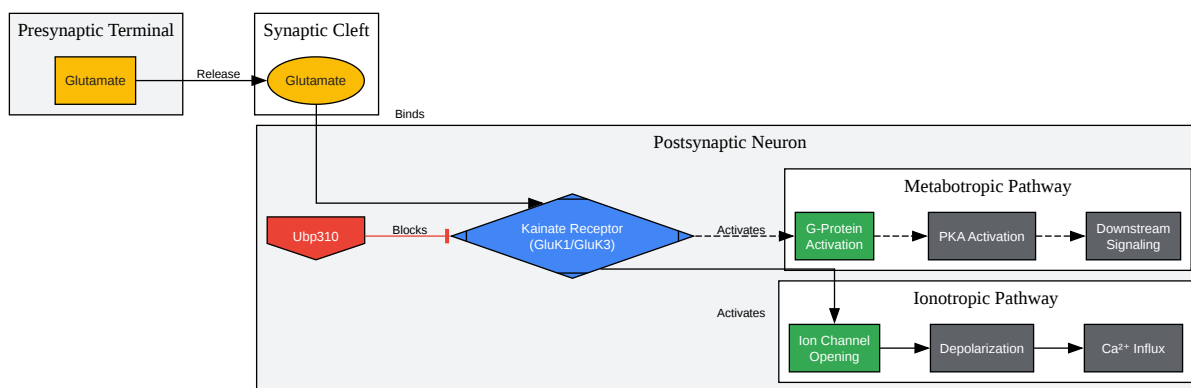 Presynaptic Terminal
Glutamate
Release
Synaptic Cleft
Glutamate
Binds
Postsynaptic Neuron
Ubp310
Blocks
Kainate Receptor
(GluK1/GluK3)
Activates
Metabotropic Pathway
G-Protein
Activation
PKA Activation
Downstream
Signaling
Activates
Ionotropic Pathway
Ion Channel
Opening
Depolarization
Ca²⁺ Influx